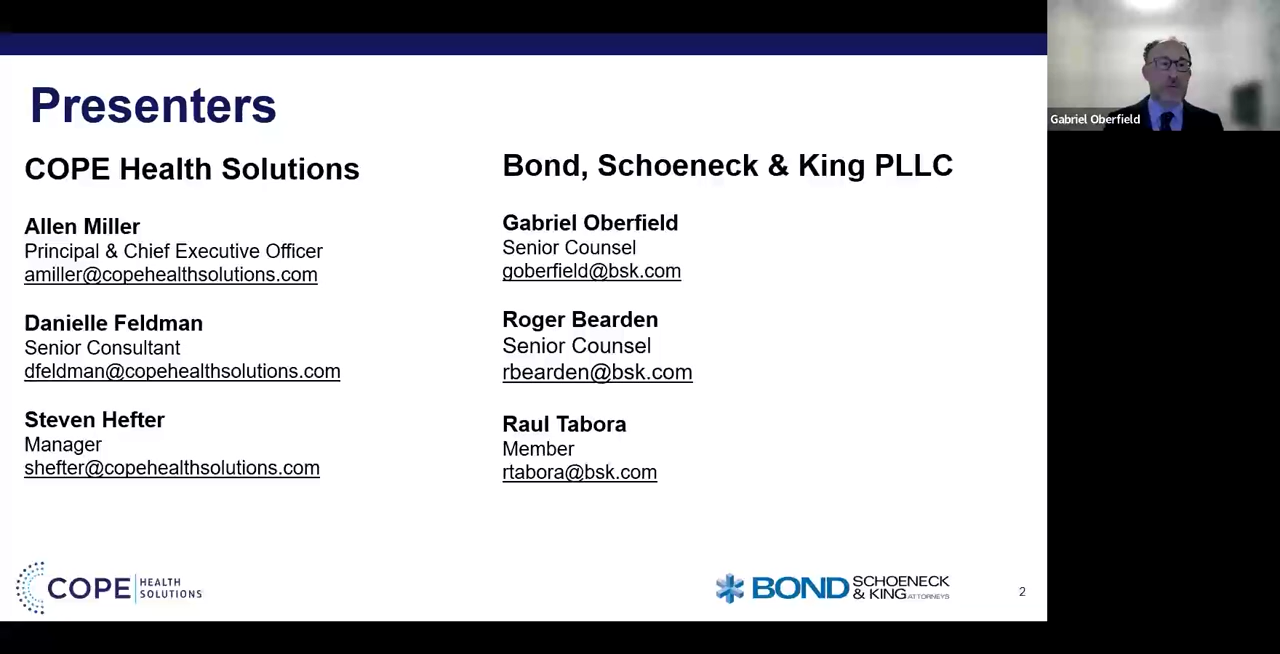 Presenters
COPE Health Solutions
Allen Miller
Principal & Chief Executive Officer
amiller@copehealthsolutions.com
Danielle Feldman
Senior Consultant
dfeldman@copehealthsolutions.com
Steven Hefter
Manager
shefter@copehealthsolutions.com
Bond, Schoeneck & King PLLC
Gabriel Oberfield
Senior Counsel
goberfield@bsk.com
Roger Bearden
Senior Counsel
rbearden@bsk.com
Raul Tabora
Member
rtabora@bsk.com
COPE HEALTH
SOLUTIONS
BOND SCHOENECK
& KING ATTORNEYS
2
Gabriel Oberfield